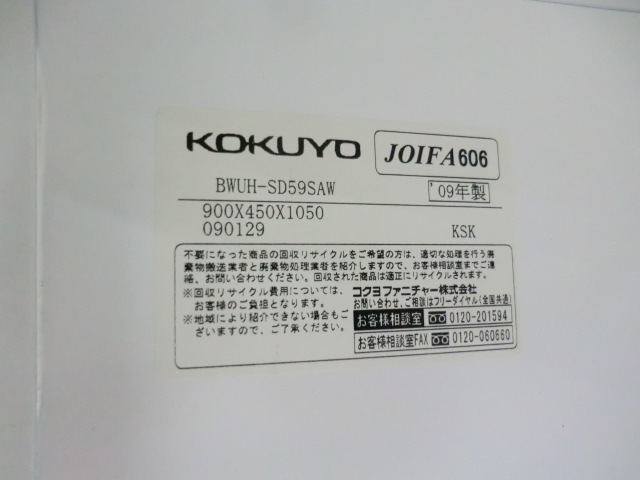 KOKUYO
JOIFA606
BWUH-SD59SAW
'09年製
900X450X1050
090129
KSK
不要になった商品の回収リサイクルをご希望の方は、適切な処理を行う廃
棄物搬送業者と廃棄物処理業者を紹介しますので、お客様相談室までご連
絡、お問い合わせください。回収された商品は適正にリサイクルされます。
※回収リサイクル費用については、
お客様のご負担となります。
※地域により紹介できない場合もご
ざいますので、ご了承ください。
コクヨファニチャー株式会社
お問い合わせ、ご相談はフリーダイヤル(全国共通)
お客様相談室 0120-201594
お客様相談室FAX 0120-060660